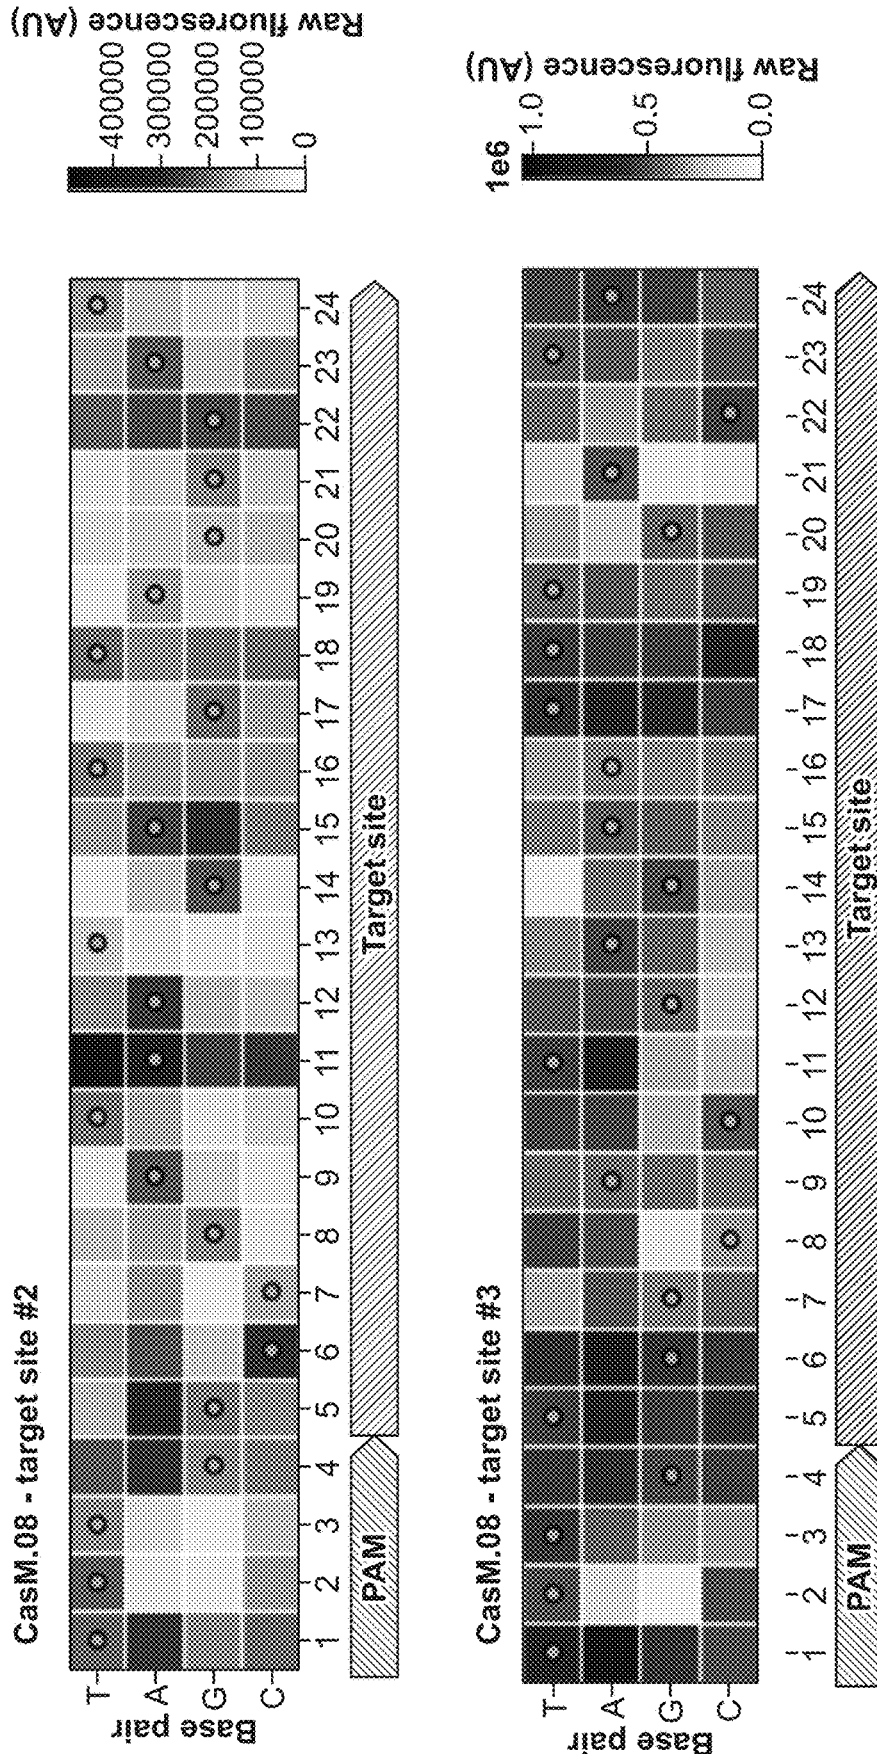 CasM.08 - target site #2
Base pair
T
A
G
C
1 2 3 4 5 6 7 8 9 10 11 12 13 14 15 16 17 18 19 20 21 22 23 24
PAM
Target site
400000
300000
200000
100000
0
Raw fluorescence (AU)
CasM.08 - target site #3
Base pair
T
A
G
C
1 2 3 4 5 6 7 8 9 10 11 12 13 14 15 16 17 18 19 20 21 22 23 24
PAM
Target site
1e6
1.0
0.5
0.0
Raw fluorescence (AU)